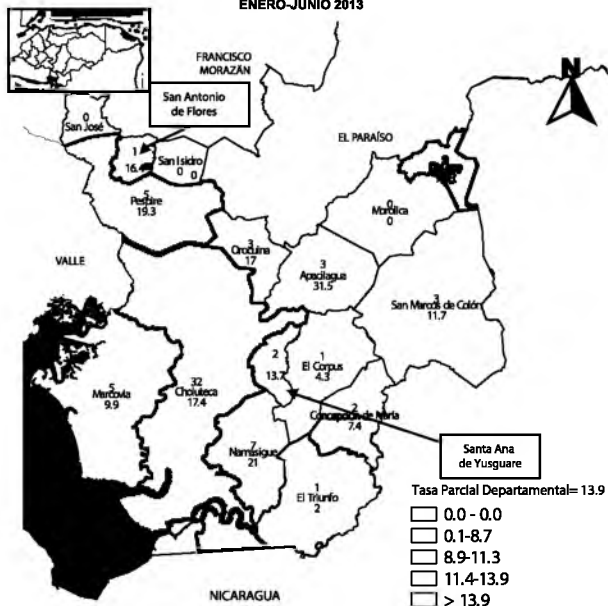 ENERO-JUNIO 2013
FRANCISCO
MORAZÁN
San Antonio
de Flores
N
0
San José
EL PARAÍSO
1
16.4
San Isidro
0 0
5
Pespire
19.3
0
Morolica
0
VALLE
3
Orocuina
17
3
Apacilagua
31.5
3
San Marcos de Colón
11.7
2
13.7
1
El Corpus
4.3
5
Marcovia
9.9
32
Choluteca
17.4
2
Concepción de María
7.4
7
Namasigue
21
Santa Ana
de Yusguare
1
El Triunfo
2
Tasa Parcial Departamental= 13.9
0.0 - 0.0
0.1-8.7
8.9-11.3
11.4-13.9
> 13.9
NICARAGUA